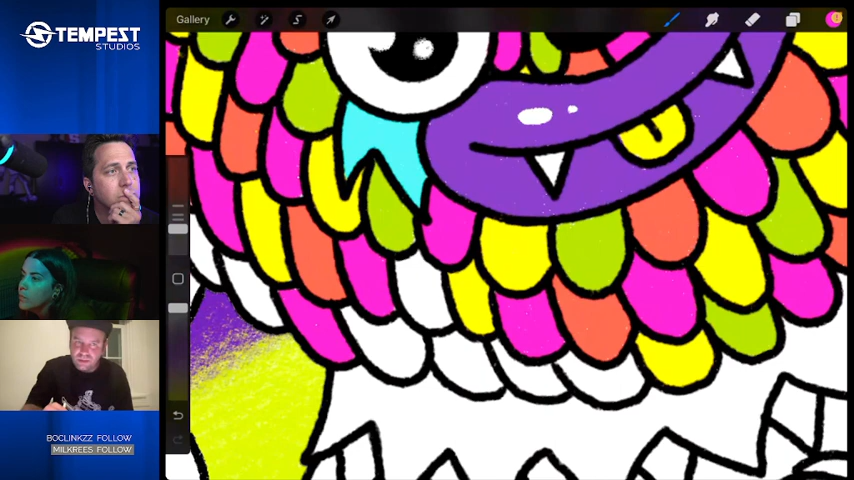 TEMPEST
STUDIOS
Gallery
BOCLINKZZ FOLLOW
MILKREES FOLLOW